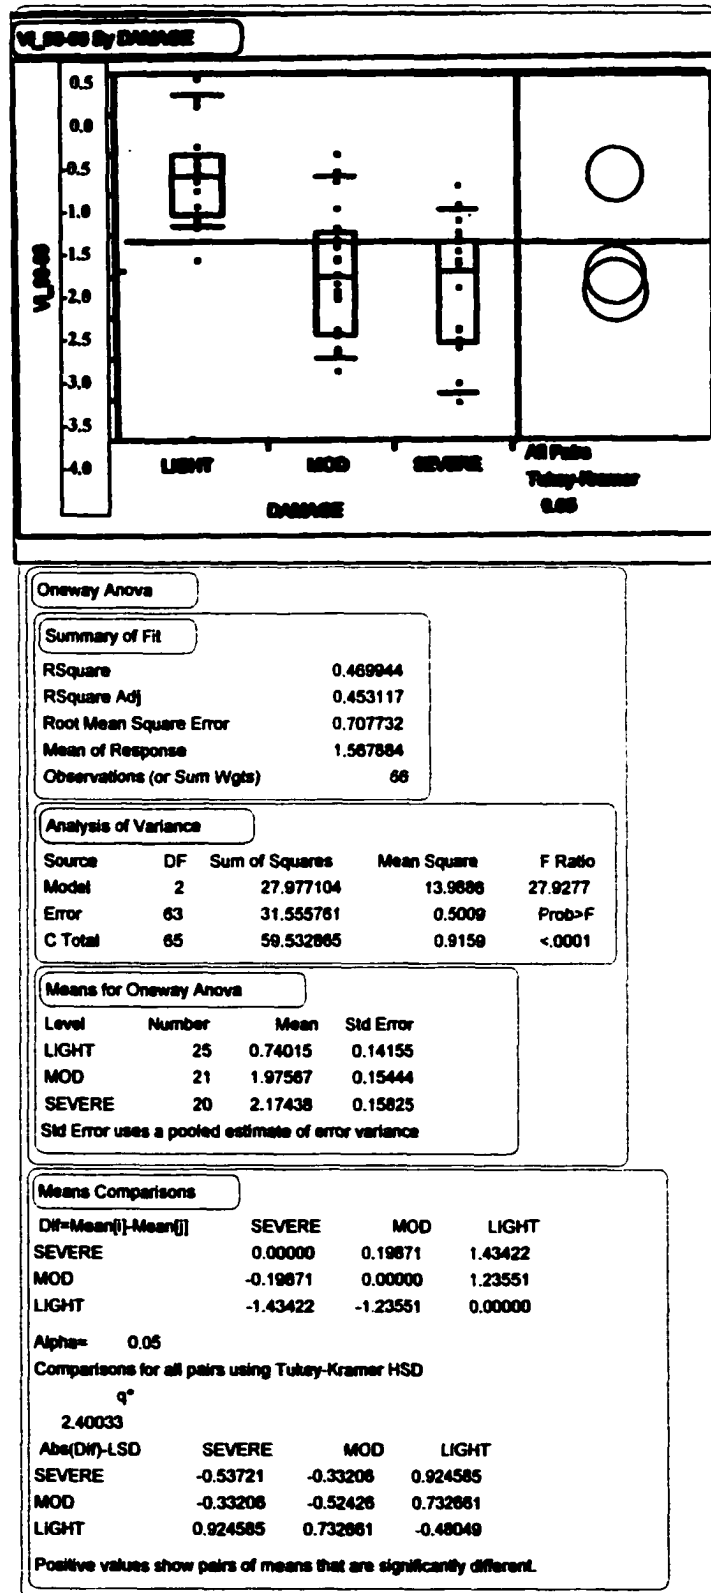 By DAMAGE
0.5
0.0
-0.5
-1.0
-1.5
-2.0
-2.5
-3.0
-3.5
-4.0
LIGHT MOD SEVERE All Pairs
Tukey-Kramer
DAMAGE 0.05
Oneway Anova
Summary of Fit
RSquare 0.469944
RSquare Adj 0.453117
Root Mean Square Error 0.707732
Mean of Response 1.567884
Observations (or Sum Wgts) 66
Analysis of Variance
Source DF Sum of Squares Mean Square F Ratio
Model 2 27.977104 13.9886 27.9277
Error 63 31.555761 0.5009 Prob>F
C Total 65 59.532865 0.9159 <.0001
Means for Oneway Anova
Level Number Mean Std Error
LIGHT 25 0.74015 0.14155
MOD 21 1.97567 0.15444
SEVERE 20 2.17438 0.15825
Std Error uses a pooled estimate of error variance
Means Comparisons
Dif=Mean[i]-Mean[j] SEVERE MOD LIGHT
SEVERE 0.00000 0.19871 1.43422
MOD -0.19871 0.00000 1.23551
LIGHT -1.43422 -1.23551 0.00000
Alpha= 0.05
Comparisons for all pairs using Tukey-Kramer HSD
q*
2.40033
Abs(Dif)-LSD SEVERE MOD LIGHT
SEVERE -0.53721 -0.33206 0.924585
MOD -0.33206 -0.52426 0.732661
LIGHT 0.924585 0.732661 -0.48049
Positive values show pairs of means that are significantly different.